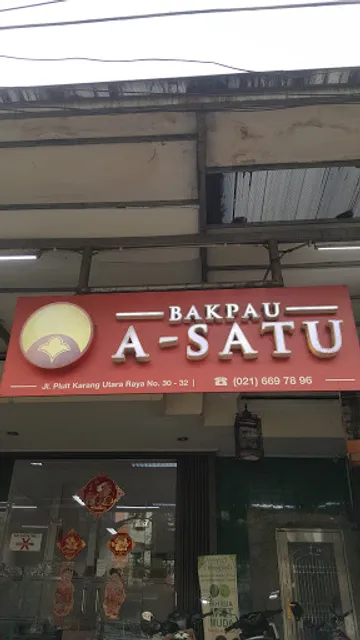 BAKPAU
A-SATU
Jl. Pluit Karang Utara Raya No. 30 - 32 | ☎ (021) 669 78 96